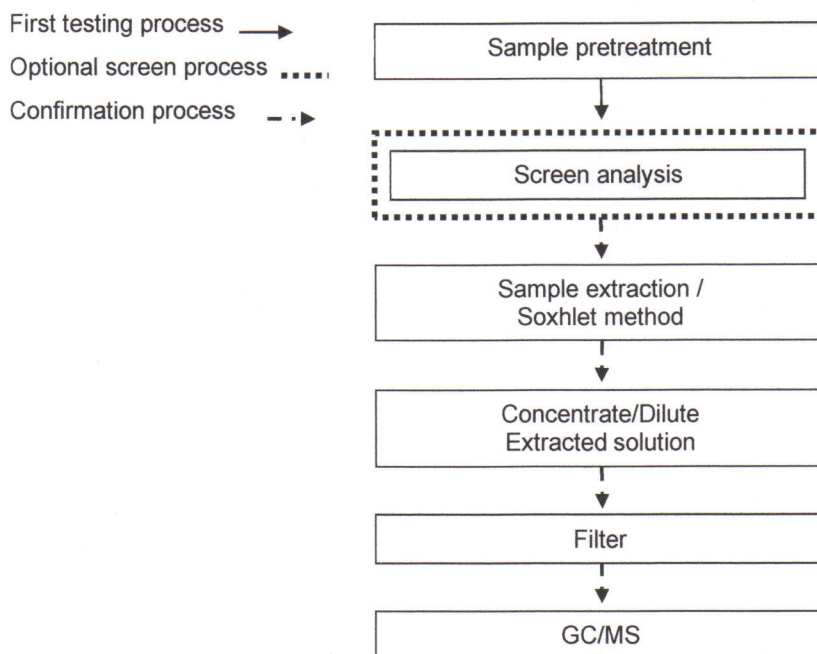 First testing process
Optional screen process
Confirmation process
Sample pretreatment
Screen analysis
Sample extraction /
Soxhlet method
Concentrate/Dilute
Extracted solution
Filter
GC/MS